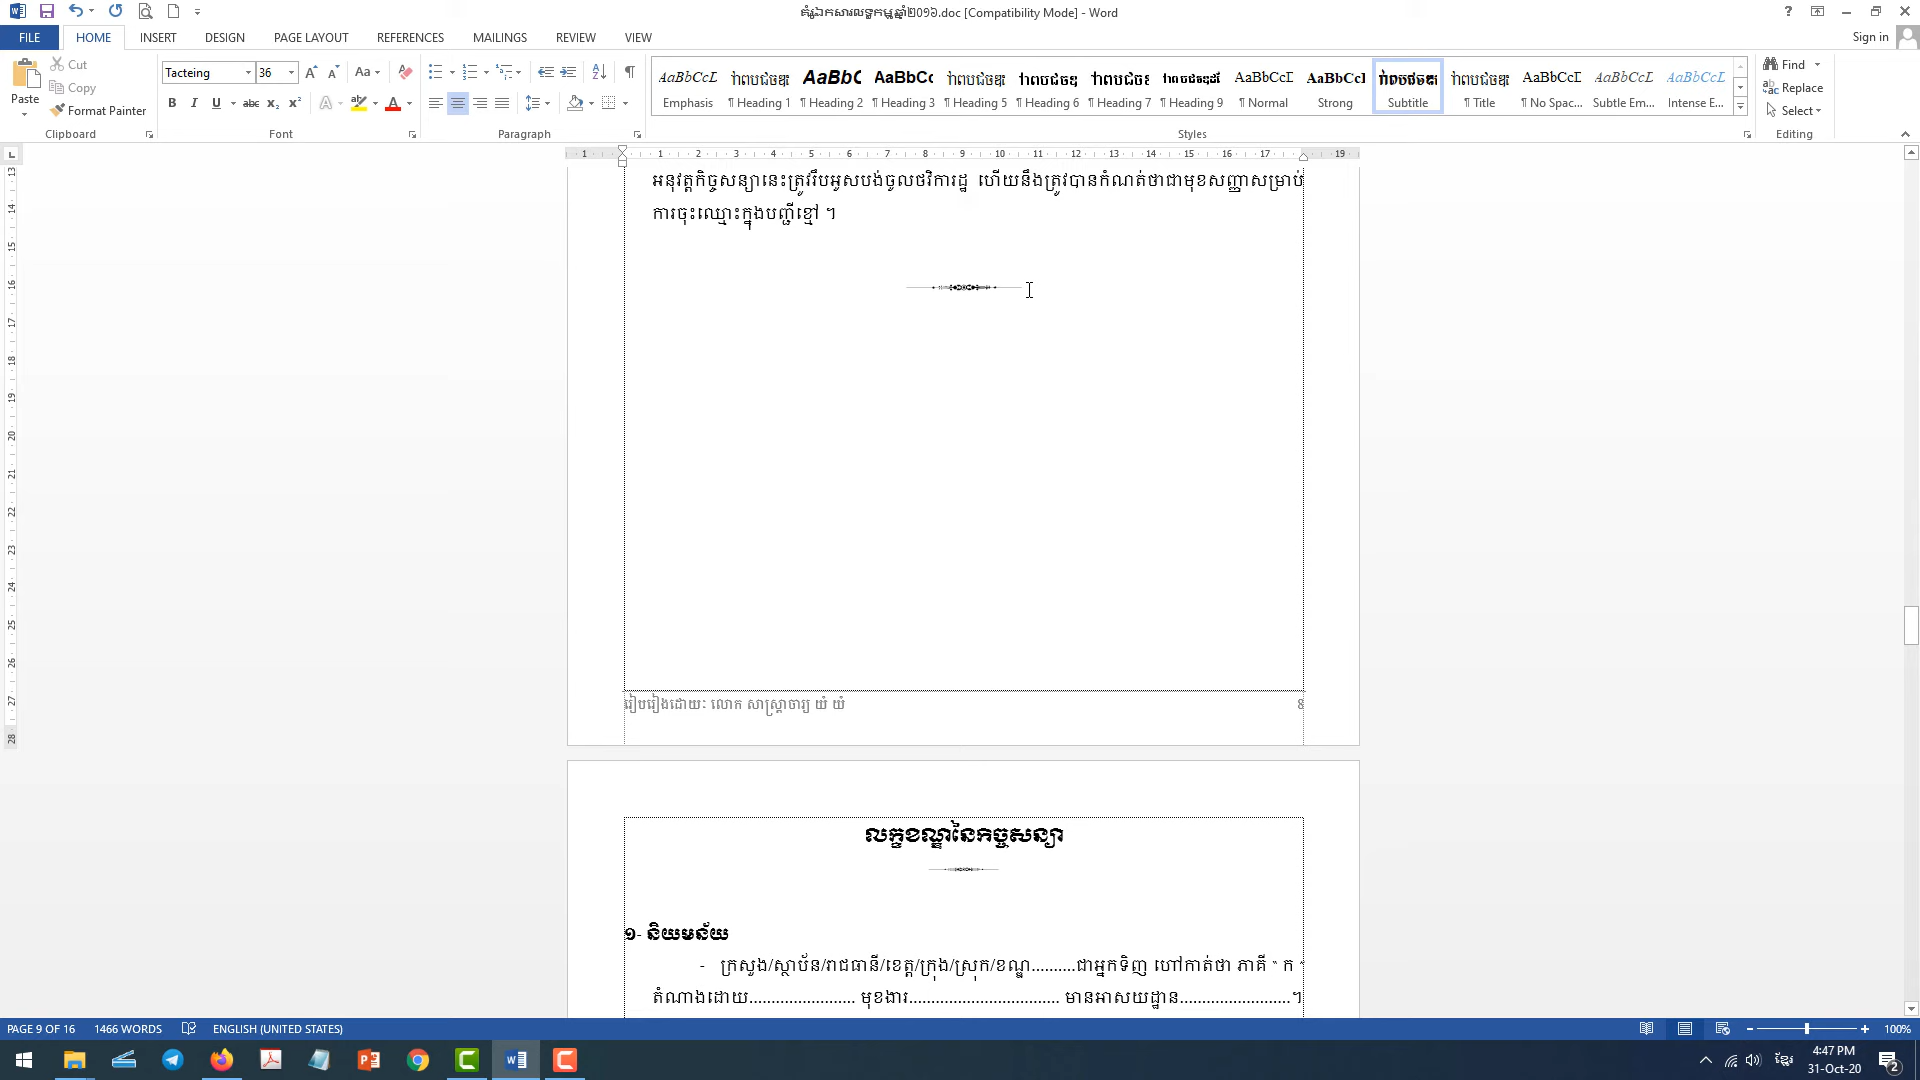 គំរូឯកសារលទ្ធកម្មឆ្នាំ២០១៦.doc [Compatibility Mode] - Word
FILE HOME INSERT DESIGN PAGE LAYOUT REFERENCES MAILINGS REVIEW VIEW Sign in
Cut
Copy
Format Painter
Paste
Clipboard
Tacteing 36
Font
Paragraph
Emphasis ¶ Heading 1 ¶ Heading 2 ¶ Heading 3 ¶ Heading 5 ¶ Heading 6 ¶ Heading 7 ¶ Heading 9 ¶ Normal Strong Subtitle ¶ Title ¶ No Spac... Subtle Em... Intense E...
Styles
Find
Replace
Select
Editing
អនុវត្តកិច្ចសន្យានេះត្រូវរឹបអូសបង់ចូលថវិការដ្ឋ ហើយនឹងត្រូវបានកំណត់ថាជាមុខសញ្ញាសម្រាប់
ការចុះឈ្មោះក្នុងបញ្ជីខ្មៅ ។
រៀបរៀងដោយ: លោក សាស្ត្រាចារ្យ យំ យំ 8
លក្ខខណ្ឌនៃកិច្ចសន្យា
១- និយមន័យ
- ក្រសួង/ស្ថាប័ន/រាជធានី/ខេត្ត/ក្រុង/ស្រុក/ខណ្ឌ..........ជាអ្នកទិញ ហៅកាត់ថា ភាគី " ក "
តំណាងដោយ........................ មុខងារ.................................. មានអាសយដ្ឋាន.........................។
PAGE 9 OF 16 1466 WORDS ENGLISH (UNITED STATES) 100%
4:47 PM
ខ្មែរ
31-Oct-20
2